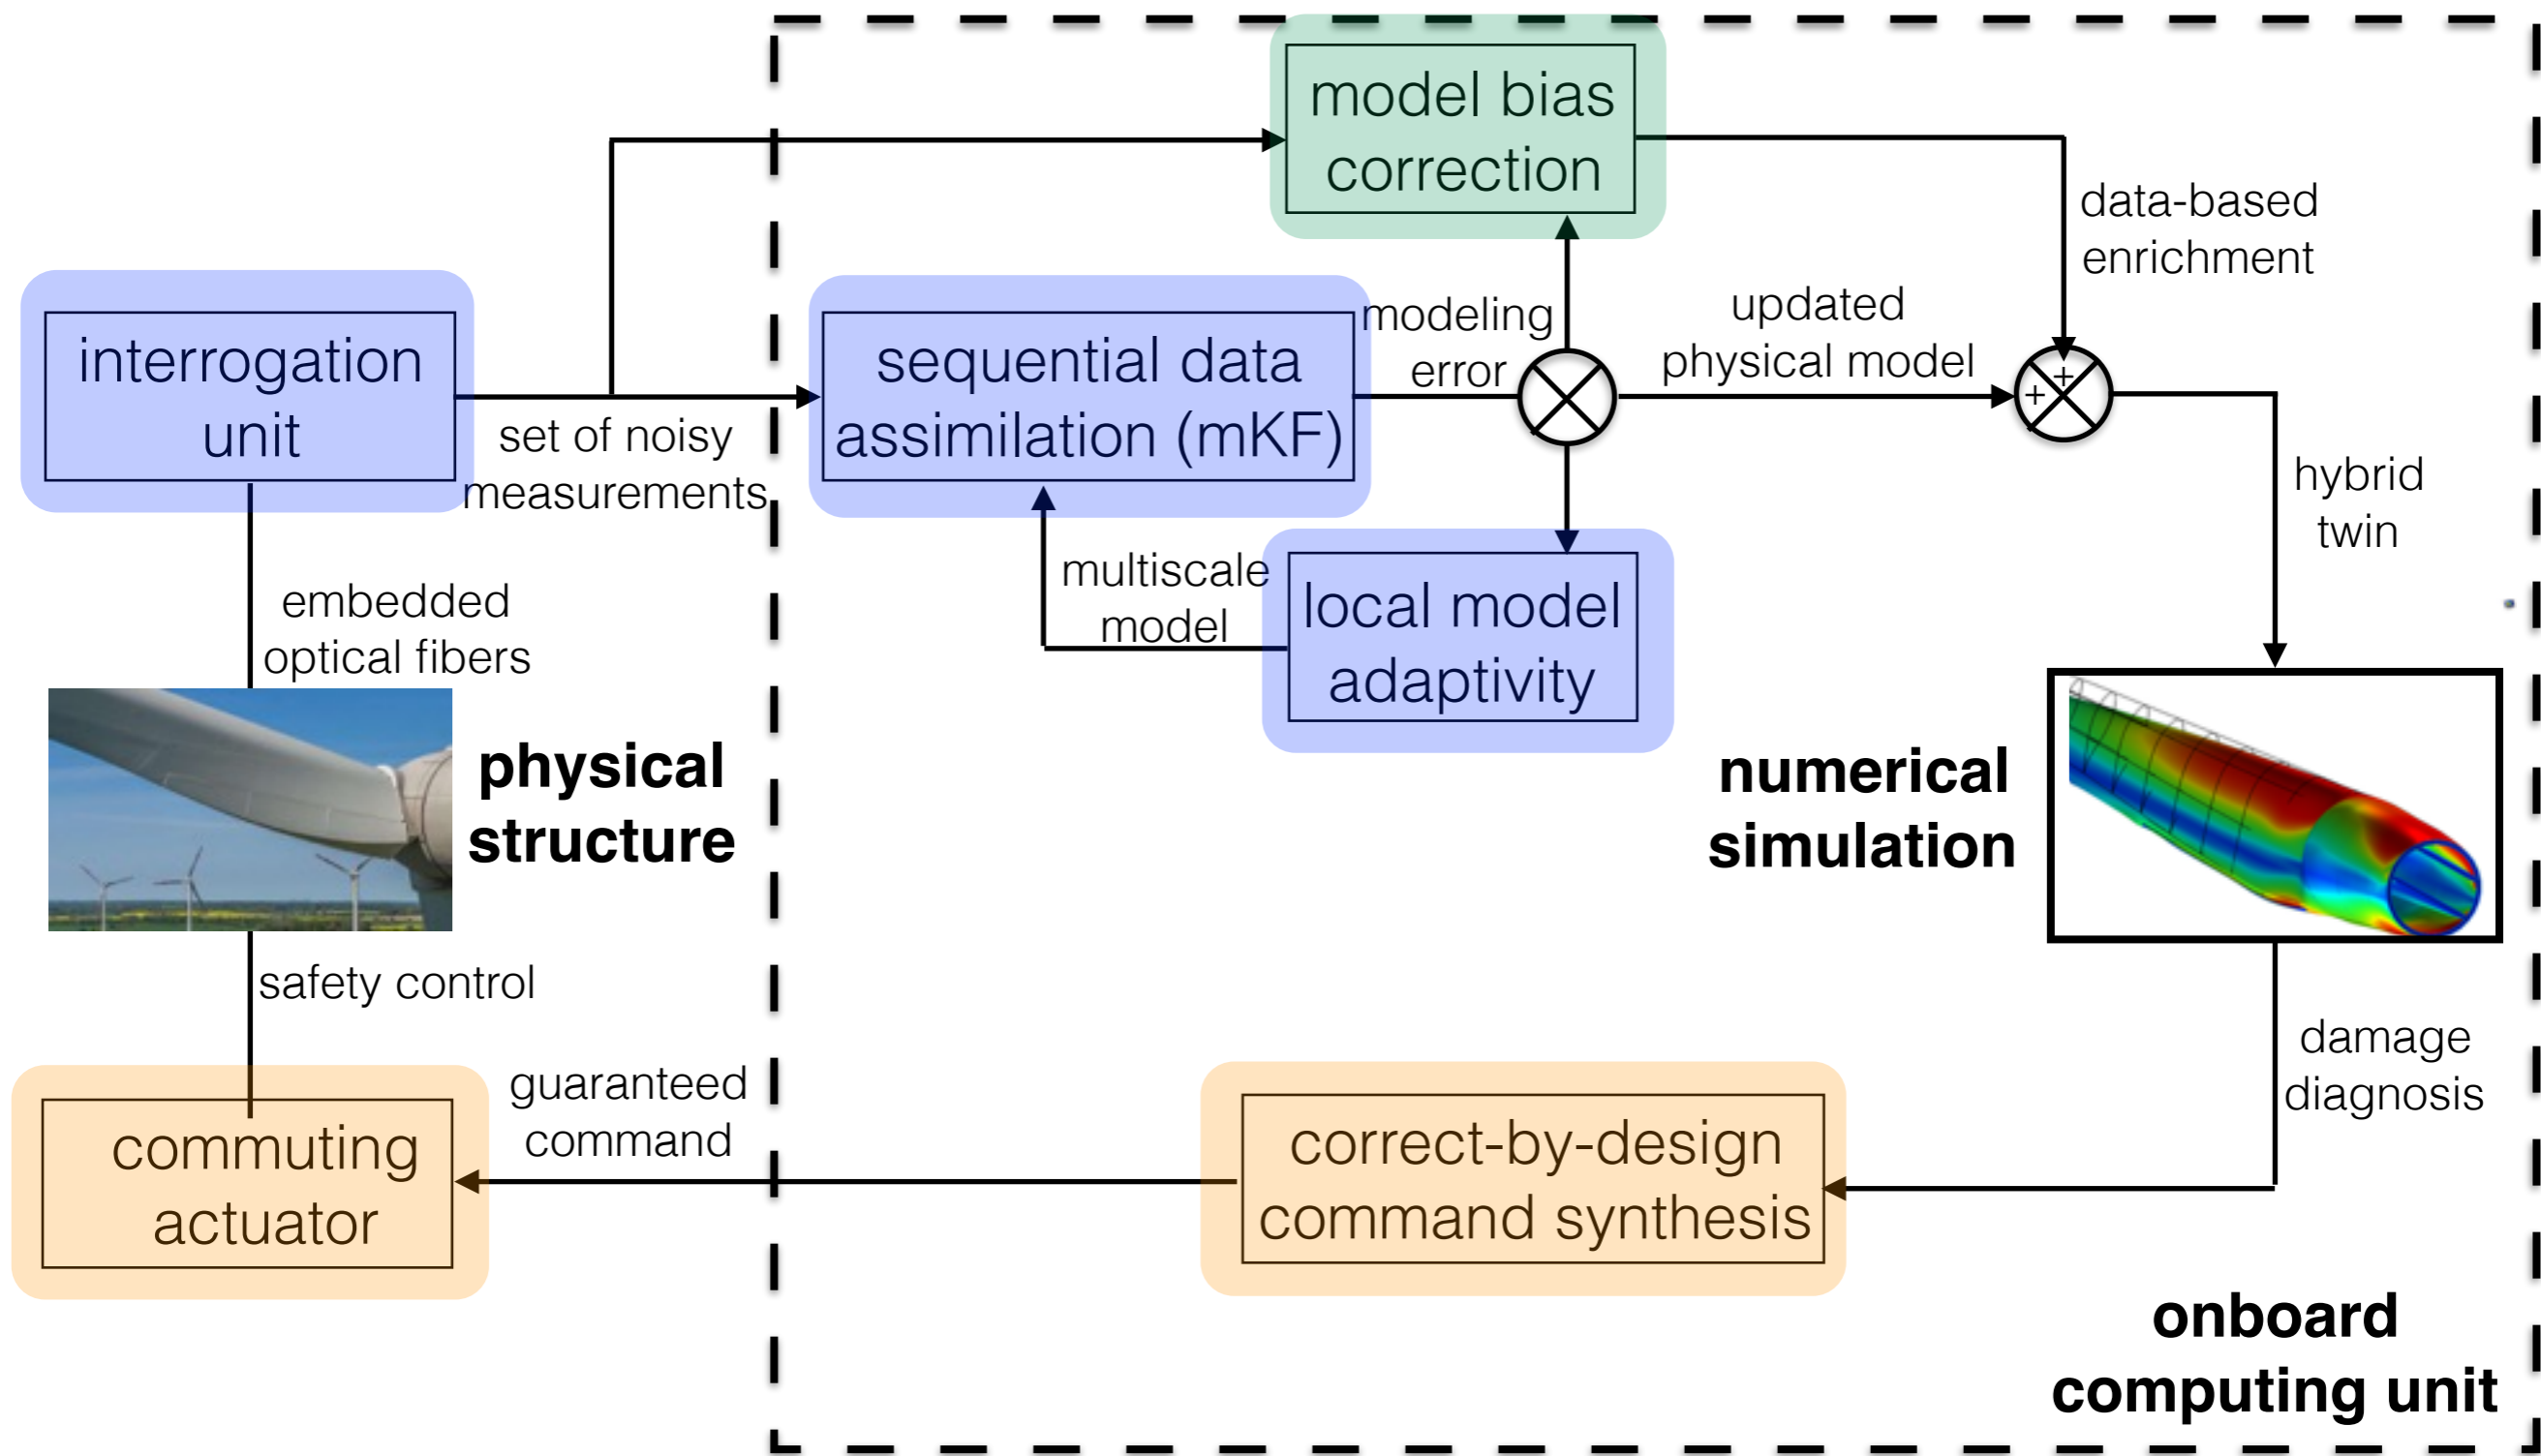 model bias
correction
data-based
enrichment
interrogation
unit
set of noisy
measurements
sequential data
assimilation (mKF)
modeling
error
updated
physical model
+
+
hybrid
twin
embedded
optical fibers
multiscale
model
local model
adaptivity
physical
structure
numerical
simulation
safety control
damage
diagnosis
guaranteed
command
commuting
actuator
correct-by-design
command synthesis
onboard
computing unit